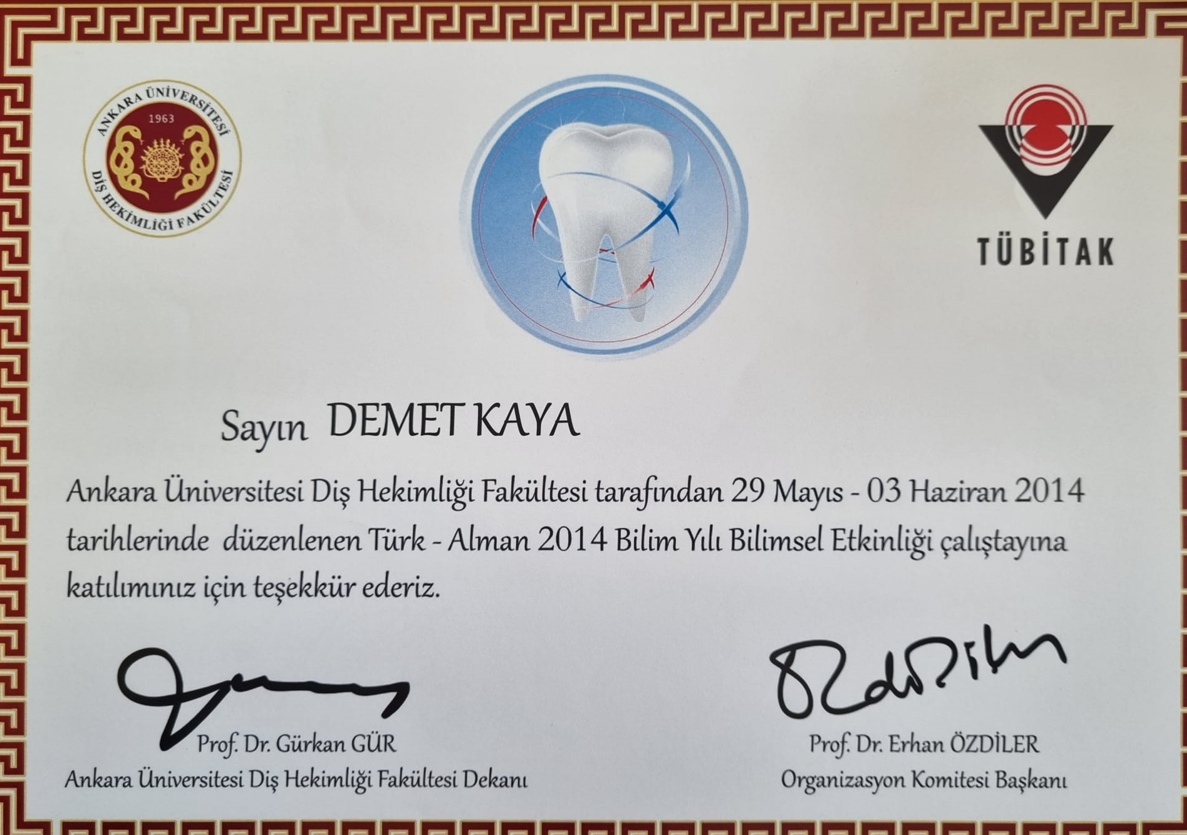 ANKARA ÜNİVERSİTESİ
1963
DİŞ HEKİMLİĞİ FAKÜLTESİ
TÜBİTAK
Sayın DEMET KAYA
Ankara Üniversitesi Diş Hekimliği Fakültesi tarafından 29 Mayıs - 03 Haziran 2014
tarihlerinde düzenlenen Türk - Alman 2014 Bilim Yılı Bilimsel Etkinliği çalıştayına
katılımınız için teşekkür ederiz.
Prof. Dr. Gürkan GÜR
Ankara Üniversitesi Diş Hekimliği Fakültesi Dekanı
Prof. Dr. Erhan ÖZDİLER
Organizasyon Komitesi Başkanı